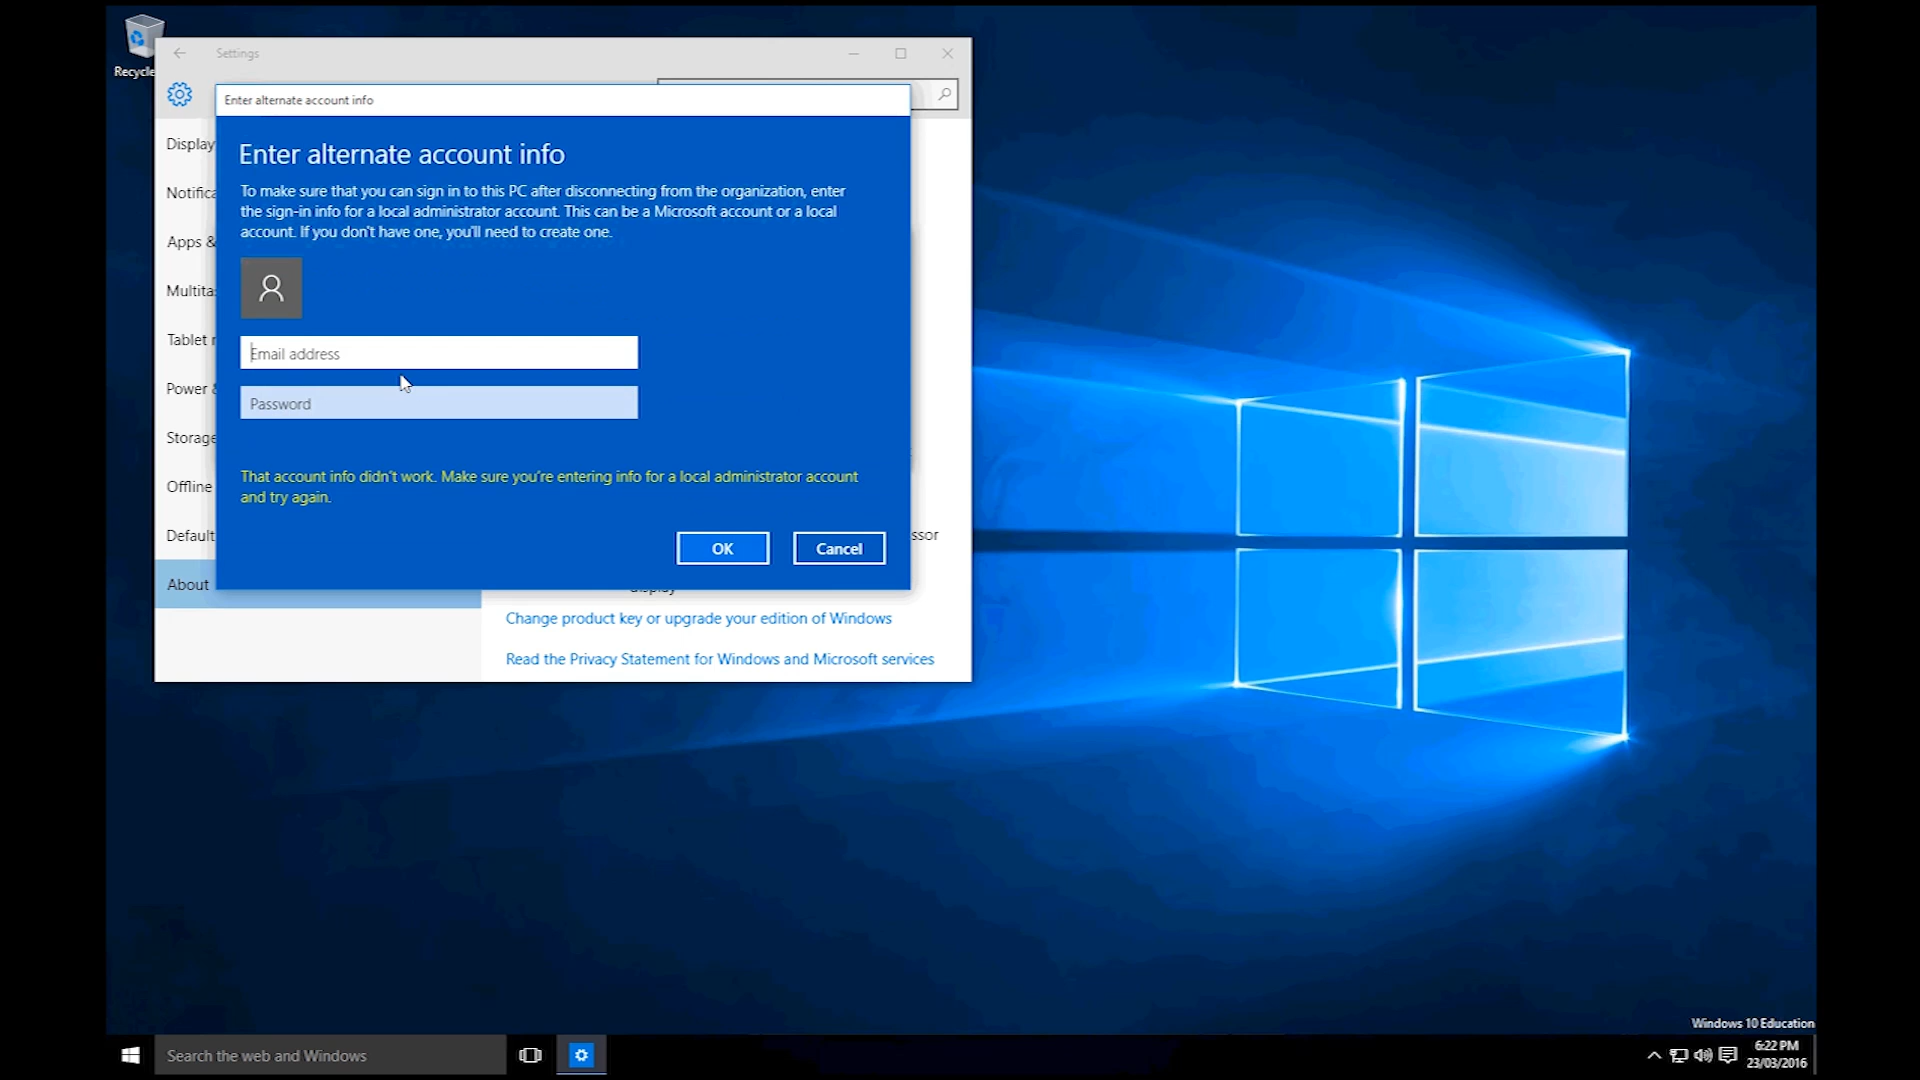 Recycle
Settings
Enter alternate account info
Display
Enter alternate account info
To make sure that you can sign in to this PC after disconnecting from the organization, enter
the sign-in info for a local administrator account. This can be a Microsoft account or a local
account. If you don't have one, you'll need to create one.
Notifica
Apps &
Multita
Tablet
Email address
Power
Password
Storage
That account info didn't work. Make sure you're entering info for a local administrator account
and try again.
Offline
Default
OK
Cancel
ssor
About
Change product key or upgrade your edition of Windows
Read the Privacy Statement for Windows and Microsoft services
Windows 10 Education
Search the web and Windows
6:22 PM
23/03/2016